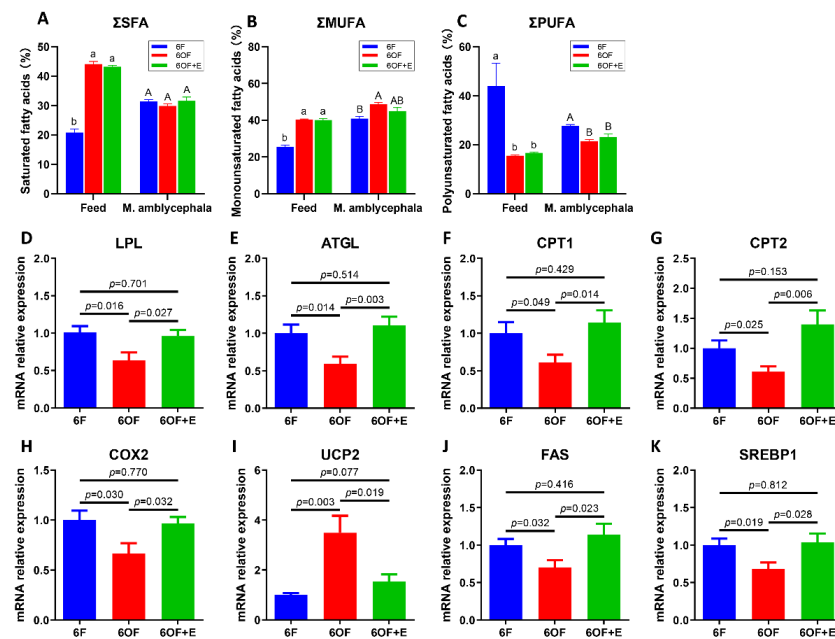 A
ΣSFA
Saturated fatty acids (%)
50
40
30
20
10
0
6F
6OF
6OF+E
b
a
a
A
A
A
Feed
M. amblycephala
B
ΣMUFA
Monounsaturated fatty acids (%)
80
60
40
20
0
6F
6OF
6OF+E
b
a
a
B
A
AB
Feed
M. amblycephala
C
ΣPUFA
Polyunsaturated fatty acids (%)
60
40
20
0
6F
6OF
6OF+E
a
b
b
A
B
B
Feed
M. amblycephala
D
LPL
mRNA relative expression
2.0
1.5
1.0
0.5
0.0
p=0.701
p=0.016
p=0.027
6F
6OF
6OF+E
E
ATGL
mRNA relative expression
2.0
1.5
1.0
0.5
0.0
p=0.514
p=0.014
p=0.003
6F
6OF
6OF+E
F
CPT1
mRNA relative expression
2.0
1.5
1.0
0.5
0.0
p=0.429
p=0.049
p=0.014
6F
6OF
6OF+E
G
CPT2
mRNA relative expression
2.5
2.0
1.5
1.0
0.5
0.0
p=0.153
p=0.025
p=0.006
6F
6OF
6OF+E
H
COX2
mRNA relative expression
1.5
1.0
0.5
0.0
p=0.770
p=0.030
p=0.032
6F
6OF
6OF+E
I
UCP2
mRNA relative expression
6
4
2
0
p=0.077
p=0.003
p=0.019
6F
6OF
6OF+E
J
FAS
mRNA relative expression
2.0
1.5
1.0
0.5
0.0
p=0.416
p=0.032
p=0.023
6F
6OF
6OF+E
K
SREBP1
mRNA relative expression
2.0
1.5
1.0
0.5
0.0
p=0.812
p=0.019
p=0.028
6F
6OF
6OF+E